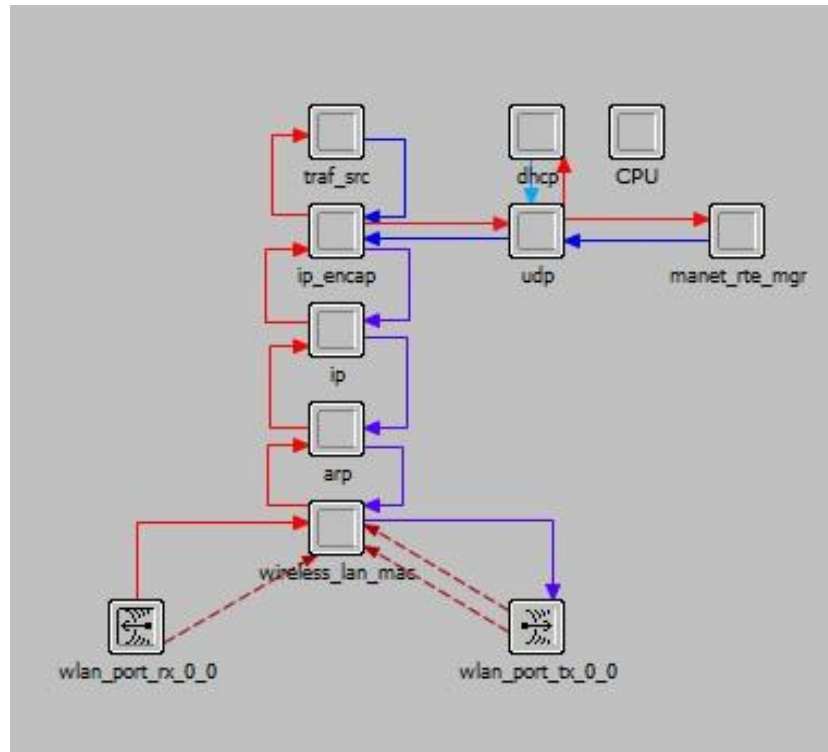 traf_src
dhcp
CPU
ip_encap
udp
manet_rte_mgr
ip
arp
wireless_lan_mac
wlan_port_rx_0_0
wlan_port_tx_0_0